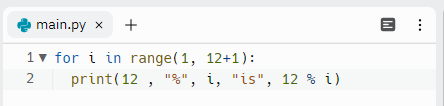 main.py × +
1 for i in range(1, 12+1):
2 print(12 , "%", i, "is", 12 % i)